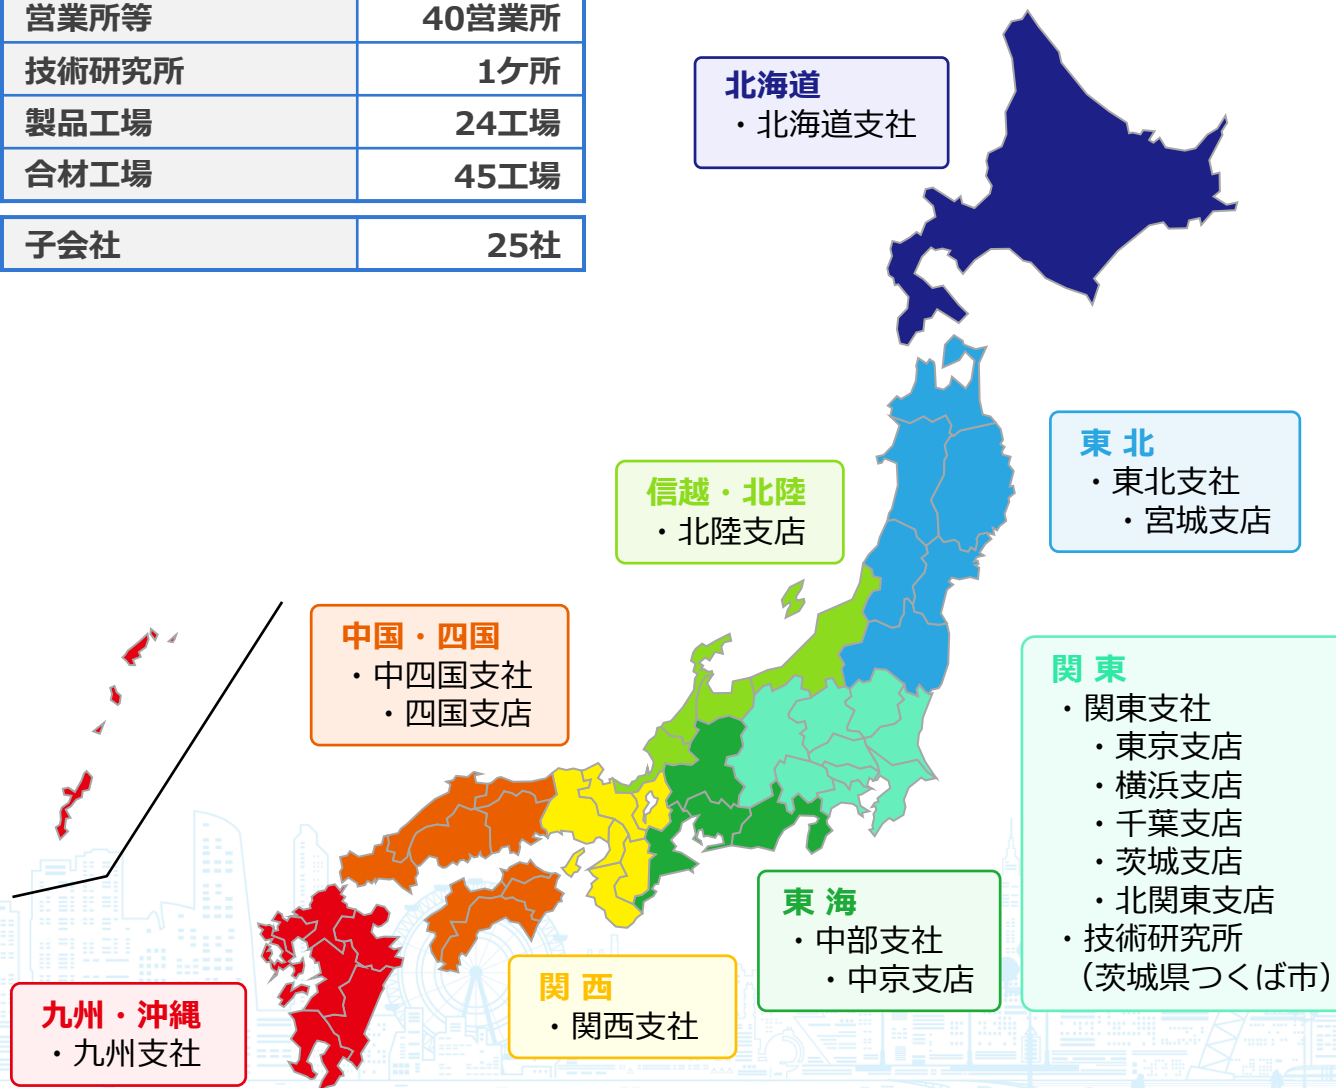 営業所等 40営業所
技術研究所 1ケ所
製品工場 24工場
合材工場 45工場
子会社 25社
北海道
・北海道支社
東 北
・東北支社
・宮城支店
信越・北陸
・北陸支店
中国・四国
・中四国支社
・四国支店
関 東
・関東支社
・東京支店
・横浜支店
・千葉支店
・茨城支店
・北関東支店
・技術研究所
（茨城県つくば市）
東 海
・中部支社
・中京支店
関 西
・関西支社
九州・沖縄
・九州支社